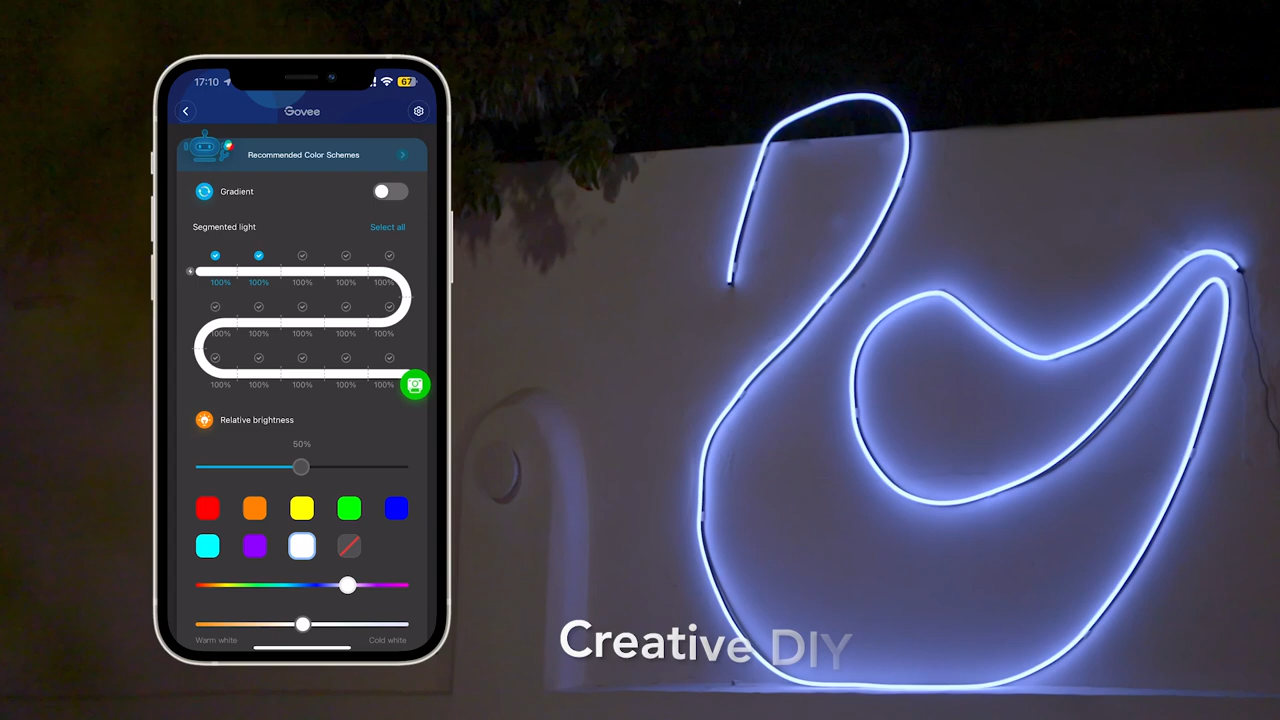 17:10
67
Govee
Recommended Color Schemes
Gradient
Segmented light
Select all
100% 100% 100% 100% 100%
100% 100% 100% 100% 100%
100% 100% 100% 100% 100%
Relative brightness
50%
Warm white
Cold white
Creative DIY